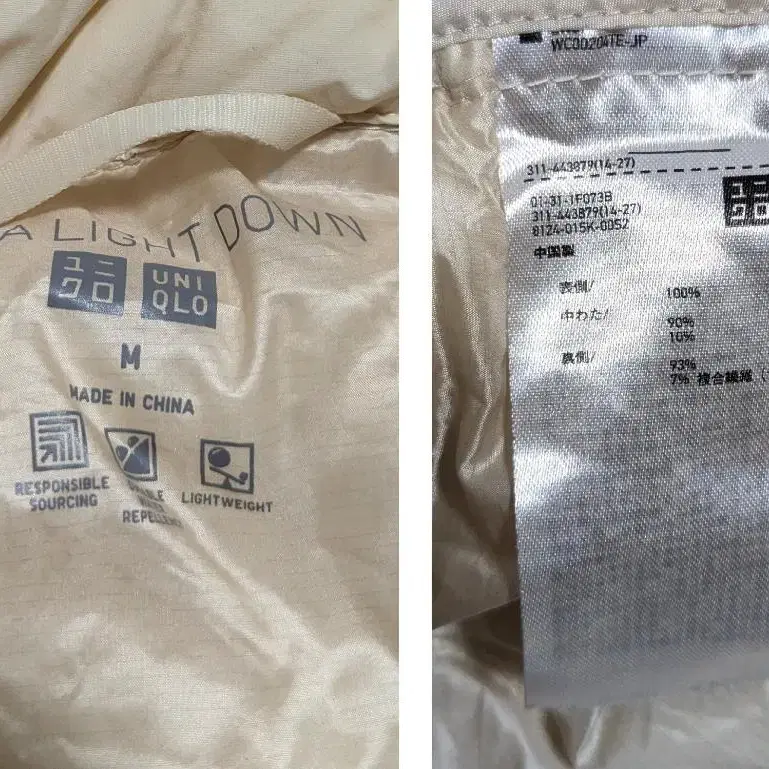 A LIGHT DOWN
ユニ
クロ
UNI
QLO
M
MADE IN CHINA
RESPONSIBLE
SOURCING
REPELLENT
LIGHTWEIGHT
WC00204TE-JP
311-443879(14-27)
01-31-1F073B
311-443879(14-27)
8124-015K-0052
中国製
ユニ
クロ
表側/ 100%
中わた/ 90%
10%
裏側/ 93%
7% 複合繊維 (